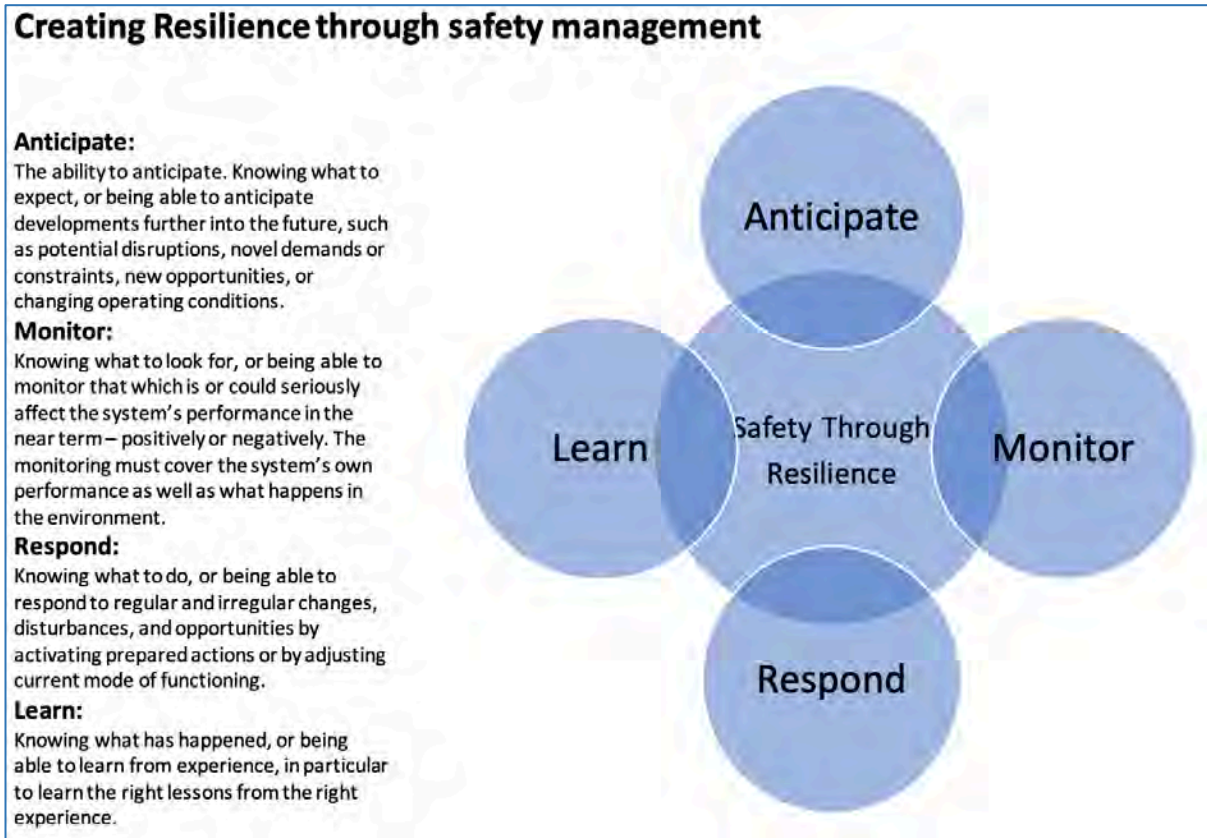 Creating Resilience through safety management
Anticipate:
The ability to anticipate. Knowing what to
expect, or being able to anticipate
developments further into the future, such
as potential disruptions, novel demands or
constraints, new opportunities, or
changing operating conditions.
Monitor:
Knowing what to look for, or being able to
monitor that which is or could seriously
affect the system's performance in the
near term – positively or negatively. The
monitoring must cover the system's own
performance as well as what happens in
the environment.
Respond:
Knowing what to do, or being able to
respond to regular and irregular changes,
disturbances, and opportunities by
activating prepared actions or by adjusting
current mode of functioning.
Learn:
Knowing what has happened, or being
able to learn from experience, in particular
to learn the right lessons from the right
experience.
Anticipate
Learn
Safety Through
Resilience
Monitor
Respond